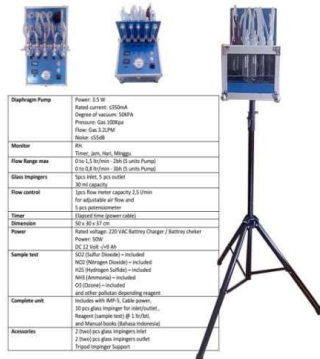 Diaphragm Pump
Power: 3.5 W
Rated current: ≤350mA
Degree of vacuum: 50KPA
Pressure: Gas 100Kpa
Flow: Gas 3.2LPM
Noise: ≤55dB
Monitor
RH
Timer, Jam, Hari, Minggu
Flow Range max
0 to 1,5 ltr/min - 2bh (5 units Pump)
0 to 0,8 ltr/min - 3bh (5 units Pump)
Glass Impingers
5pcs inlet, 5 pcs outlet
30 ml capacity
Flow control
1pcs flow meter capacity 2,5 l/min
for adjustable air flow and
5 pcs potensiometer
Timer
Elapsed time (power cable)
Dimension
50 x 30 x 37 cm
Power
Rated voltage: 220 VAC Battrey Charger / Battrey cheker
Power: 50W
DC 12 Volt -/+9 Ah
Sample test
SO2 (Sulfur Dioxide) – included
NO2 (Nitrogen Dioxide) – included
H2S (Hydrogen Sulfide) – included
NH3 (Ammonia) – included
O3 (Ozone) – included
and other pollutan depending reagent
Complete unit
Includes with IMP-5, Cable power,
10 pcs glass impinger for inlet/outlet,
Reagent (sample test) @ 1 ltr/btl,
and Manual books (Bahasa Indonesia)
Acessories
2 (two) pcs glass impingers inlet
2 (two) pcs glass impingers outlet
Tripod Impinger Support